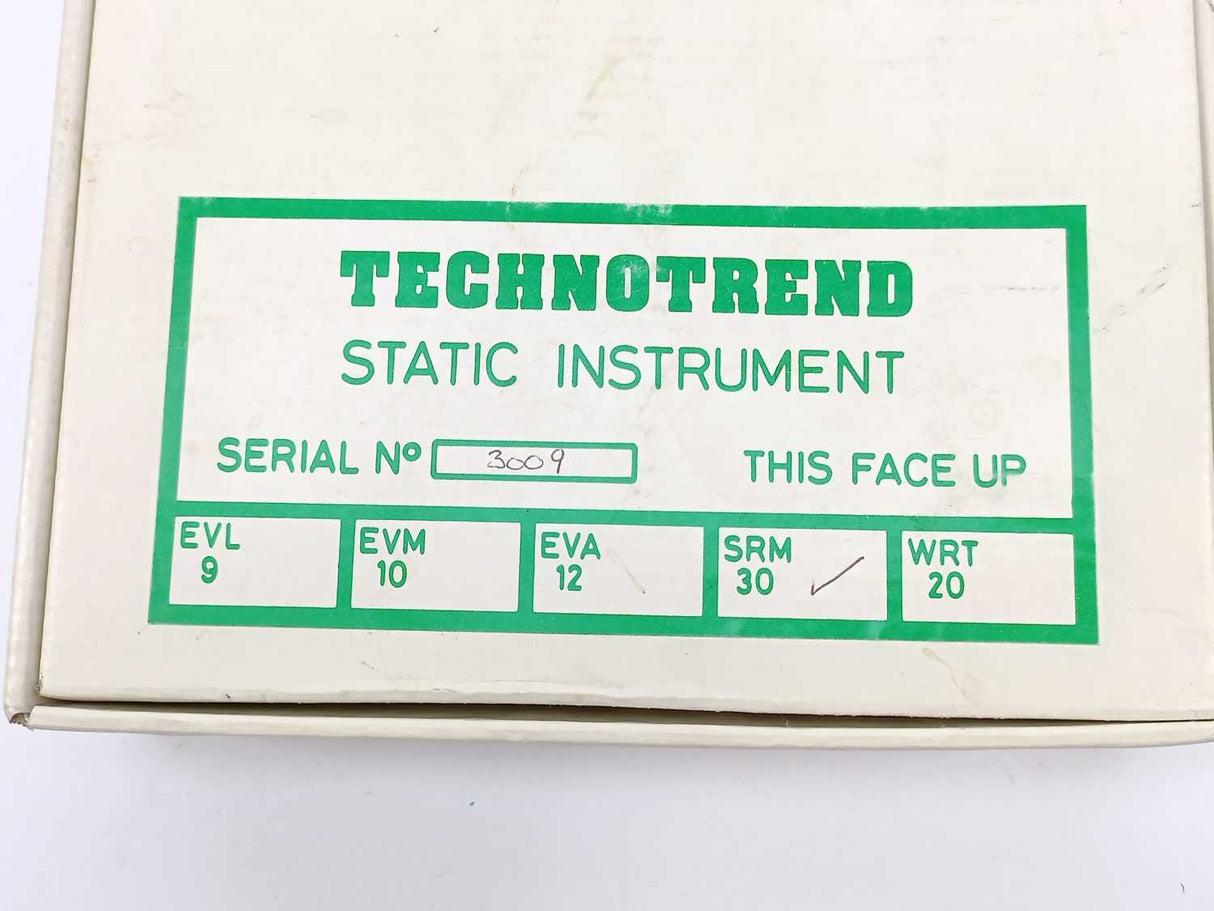 TECHNOTREND
STATIC INSTRUMENT
SERIAL Nº 3009 THIS FACE UP
EVL EVM EVA SRM WRT
9 10 12 30 ✓ 20